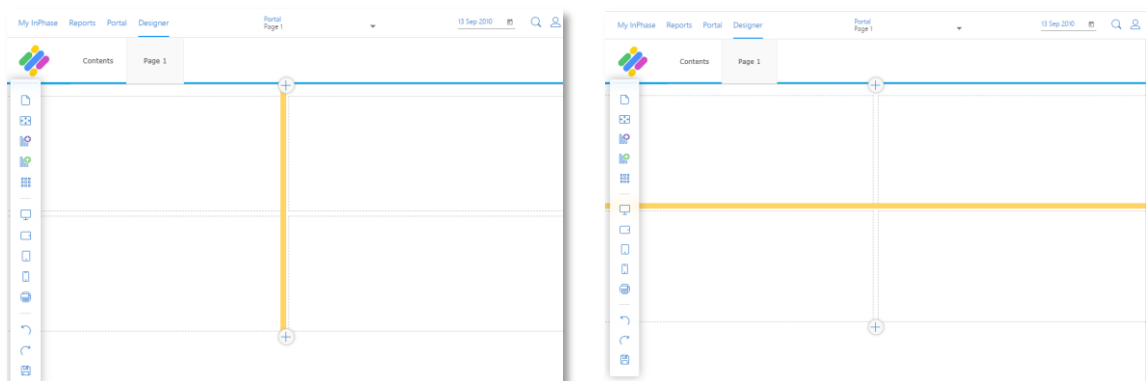 My InPhase Reports Portal Designer
Portal
Page 1
13 Sep 2010
Contents Page 1
My InPhase Reports Portal Designer
Portal
Page 1
13 Sep 2010
Contents Page 1